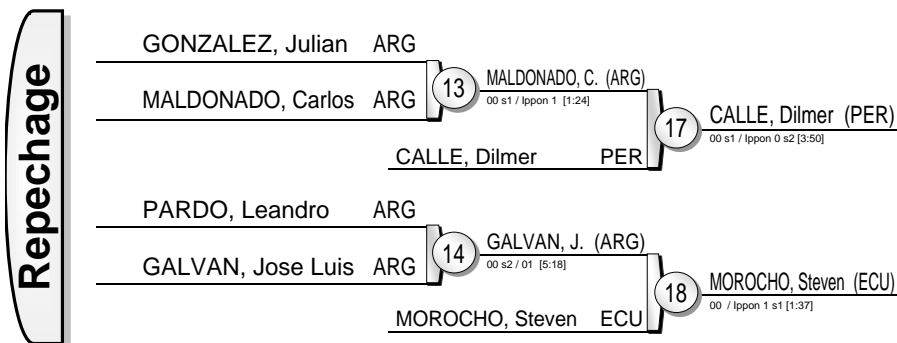 Repechage
GONZALEZ, Julian ARG
MALDONADO, Carlos ARG
13
MALDONADO, C. (ARG)
00 s1 / Ippon 1 [1:24]
CALLE, Dilmer PER
17
CALLE, Dilmer (PER)
00 s1 / Ippon 0 s2 [3:50]
PARDO, Leandro ARG
GALVAN, Jose Luis ARG
14
GALVAN, J. (ARG)
00 s2 / 01 [5:18]
MOROCHO, Steven ECU
18
MOROCHO, Steven (ECU)
00 / Ippon 1 s1 [1:37]